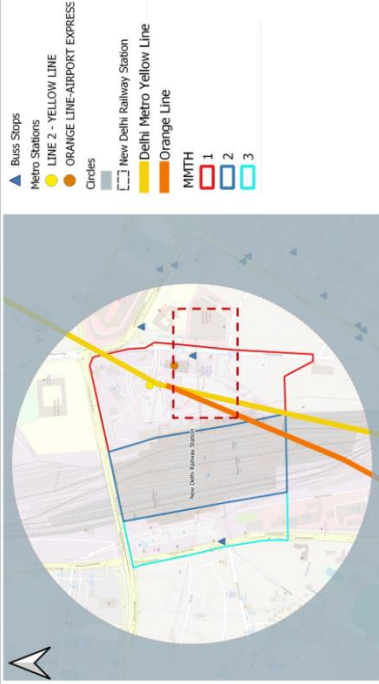 Buss Stops
Metro Stations
LINE 2 - YELLOW LINE
ORANGE LINE-AIRPORT EXPRESS
Circles
New Delhi Railway Station
Delhi Metro Yellow Line
Orange Line
MMTH
1
2
3
New Delhi Railway Station